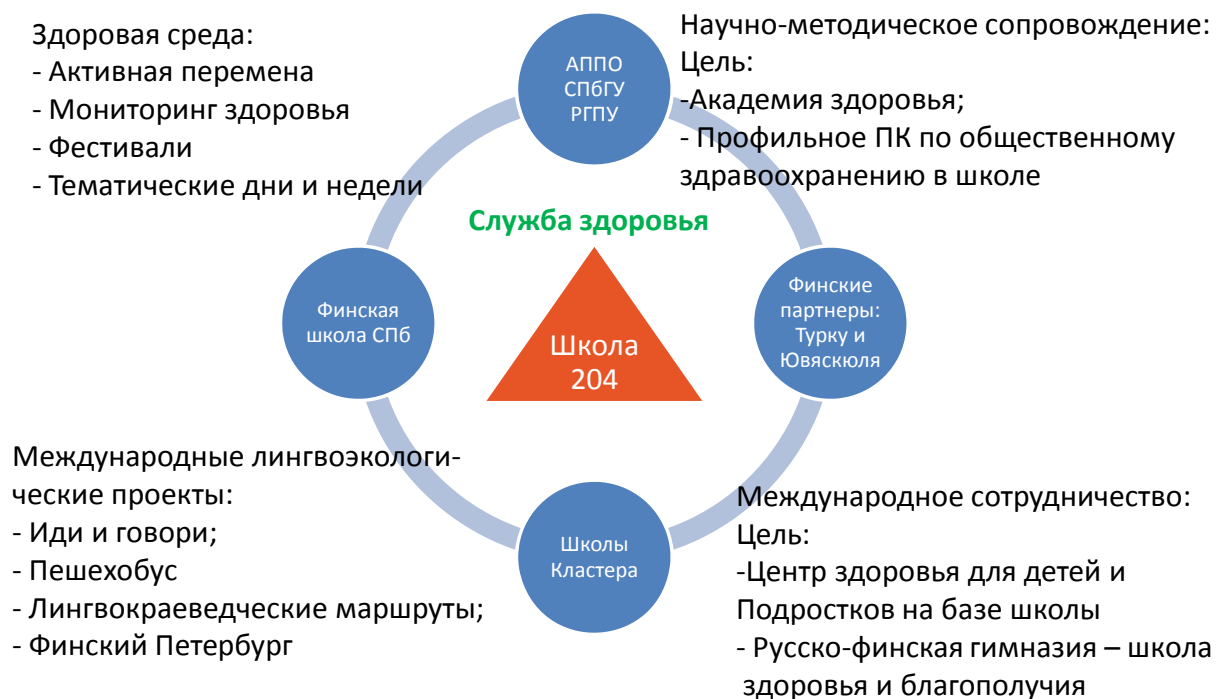 Здоровая среда:
- Активная перемена
- Мониторинг здоровья
- Фестивали
- Тематические дни и недели
АППО
СПбГУ
РГПУ
Научно-методическое сопровождение:
Цель:
-Академия здоровья;
- Профильное ПК по общественному
здравоохранению в школе
Служба здоровья
Финская
школа СПб
Школа
204
Финские
партнеры:
Турку и
Ювяскюля
Международные лингвоэкологи-
ческие проекты:
- Иди и говори;
- Пешехобус
- Лингвокраеведческие маршруты;
- Финский Петербург
Школы
Кластера
Международное сотрудничество:
Цель:
-Центр здоровья для детей и
Подростков на базе школы
- Русско-финская гимназия – школа
здоровья и благополучия